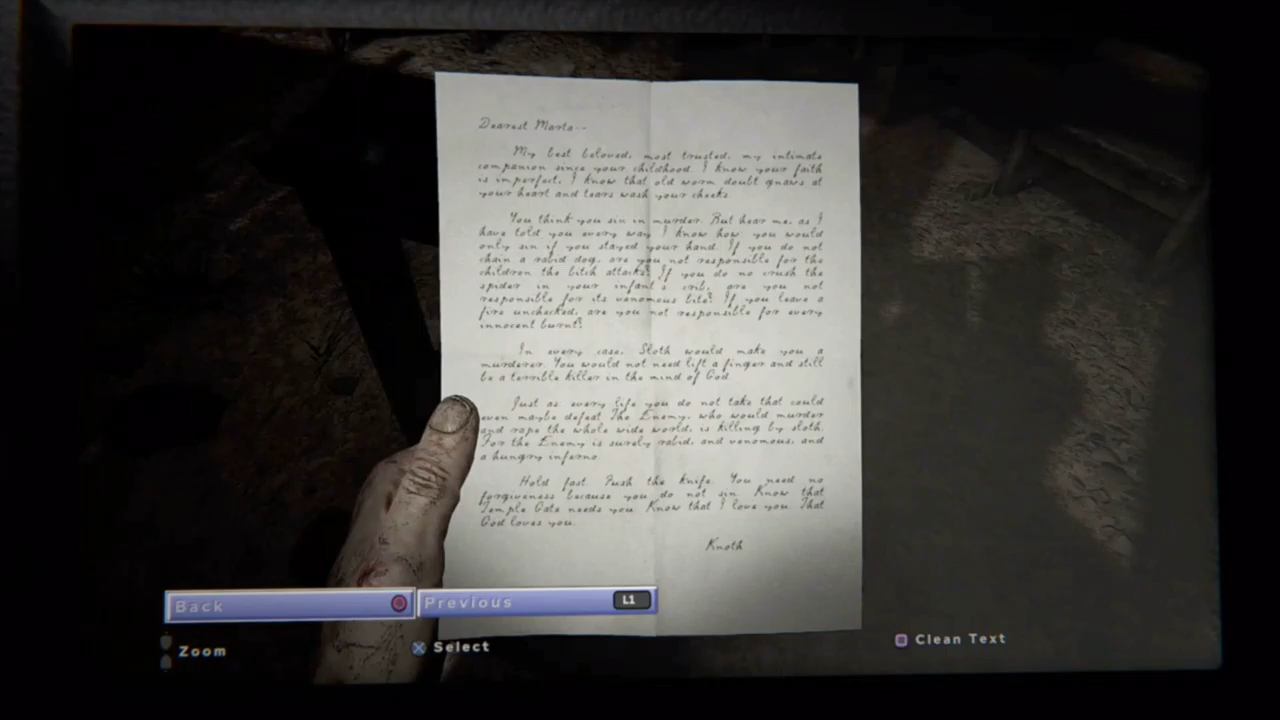 Dearest Marta--
My best beloved, most trusted, my intimate
companion since your childhood. I know your faith
is imperfect, I know that old worm doubt gnaws at
your heart and tears wash your cheeks.
You think you sin in murder. But hear me, as I
have told you every way I know how, you would
only sin if you stayed your hand. If you do not
chain a rabid dog, are you not responsible for the
children the bitch attacks? If you do no crush the
spider in your infant's crib, are you not
responsible for its venomous bite? If you leave a
fire unchecked, are you not responsible for every
innocent burnt?
In every case, Sloth would make you a
murderer. You would not need lift a finger and still
be a terrible killer in the mind of God.
Just as every life you do not take that could
even maybe defeat The Enemy, who would murder
and rape the whole wide world, is killing by sloth.
For the Enemy is surely rabid, and venomous, and
a hungry inferno.
Hold fast. Push the knife. You need no
forgiveness because you do not sin. Know that
Temple Gate needs you. Know that I love you. That
God loves you.
Knoth
Back
Previous L1
Zoom
Select
Clean Text